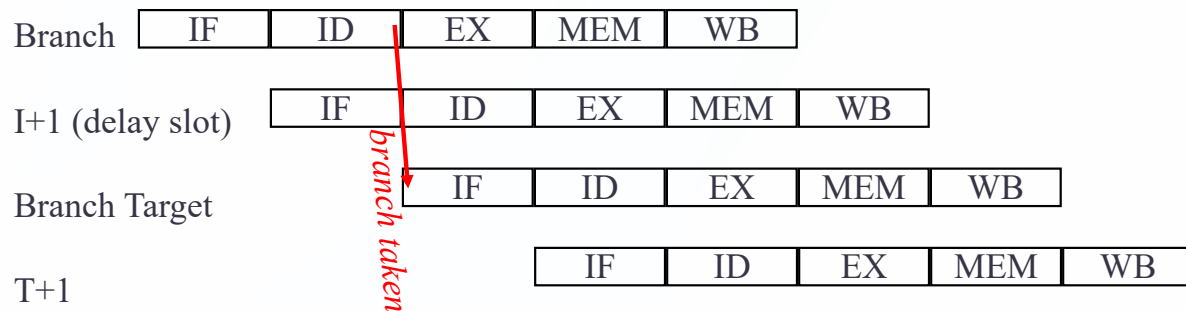 Branch IF ID EX MEM WB
I+1 (delay slot) IF ID EX MEM WB
branch taken
Branch Target IF ID EX MEM WB
T+1 IF ID EX MEM WB